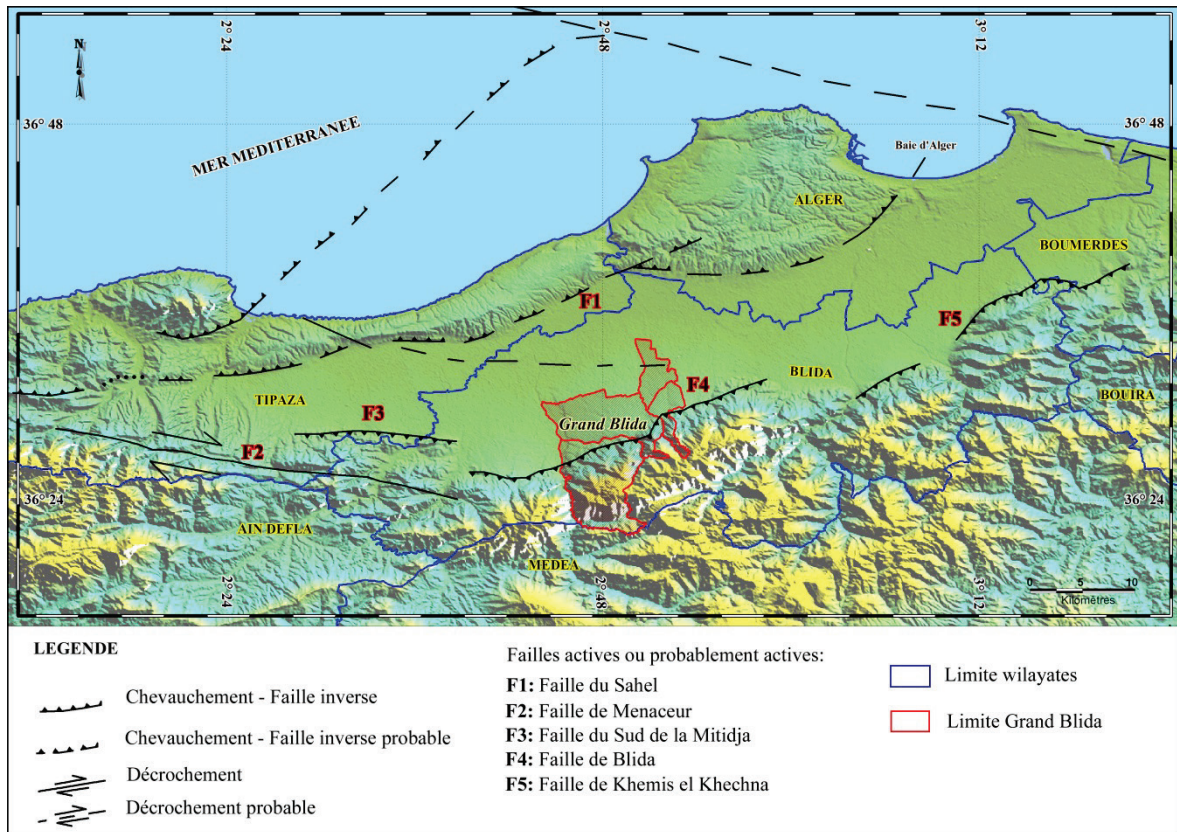 2° 24
2° 48
3° 12
N
36° 48
36° 48
MER MEDITERRANEE
Baie d'Alger
ALGER
BOUMERDES
F1
F5
F4
BLIDA
BOUIRA
TIPAZA
F3
Grand Blida
F2
36° 24
36° 24
AIN DEFLA
MEDEA
2° 24
2° 48
3° 12
0 5 10
Kilomètres
LEGENDE
Chevauchement - Faille inverse
Chevauchement - Faille inverse probable
Décrochement
Décrochement probable
Failles actives ou probablement actives:
F1: Faille du Sahel
F2: Faille de Menaceur
F3: Faille du Sud de la Mitidja
F4: Faille de Blida
F5: Faille de Khemis el Khechna
Limite wilayates
Limite Grand Blida